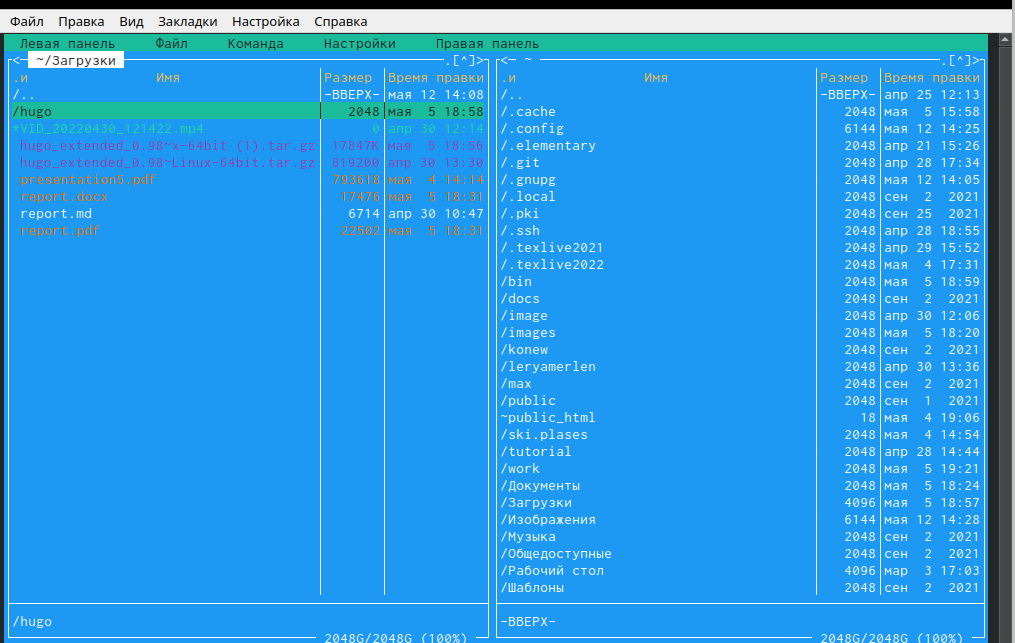 Файл Правка Вид Закладки Настройка Справка
Левая панель Файл Команда Настройки Правая панель
<─ ~/Загрузки .[^]>
.и Имя Размер Время правки
/.. -ВВЕРХ- мая 12 14:08
/hugo 2048 мая 5 18:58
*VID_20220430_121422.mp4 0 апр 30 12:14
hugo_extended_0.98~x-64bit (1).tar.gz 17847K мая 5 18:56
hugo_extended_0.98~Linux-64bit.tar.gz 819200 апр 30 13:30
presentation5.pdf 793618 мая 4 14:14
report.docx 17476 мая 5 18:31
report.md 6714 апр 30 10:47
report.pdf 22502 мая 5 18:31
/hugo
2048G/2048G (100%)
<─ ~ .[^]>
.и Имя Размер Время правки
/.. -ВВЕРХ- апр 25 12:13
/.cache 2048 мая 5 15:58
/.config 6144 мая 12 14:25
/.elementary 2048 апр 21 15:26
/.git 2048 апр 28 17:34
/.gnupg 2048 мая 12 14:05
/.local 2048 сен 2 2021
/.pki 2048 сен 25 2021
/.ssh 2048 апр 28 18:55
/.texlive2021 2048 апр 29 15:52
/.texlive2022 2048 мая 4 17:31
/bin 2048 мая 5 18:59
/docs 2048 сен 2 2021
/image 2048 апр 30 12:06
/images 2048 мая 5 18:20
/konew 2048 сен 2 2021
/leryamerlen 2048 апр 30 13:36
/max 2048 сен 2 2021
/public 2048 сен 1 2021
~public_html 18 мая 4 19:06
/ski.plases 2048 мая 4 14:54
/tutorial 2048 апр 28 14:44
/work 2048 мая 5 19:21
/Документы 2048 мая 5 18:24
/Загрузки 4096 мая 5 18:57
/Изображения 6144 мая 12 14:28
/Музыка 2048 сен 2 2021
/Общедоступные 2048 сен 2 2021
/Рабочий стол 4096 мар 3 17:03
/Шаблоны 2048 сен 2 2021
-ВВЕРХ-
2048G/2048G (100%)